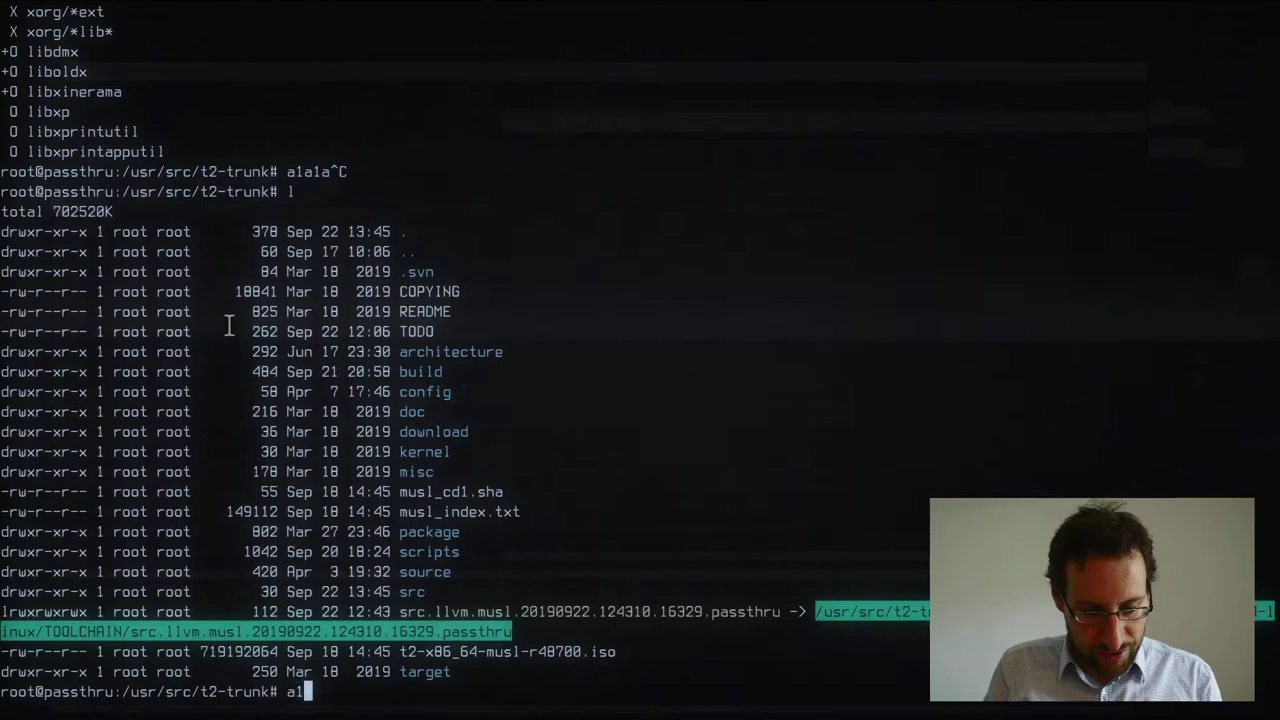 X xorg/*ext
X xorg/*lib*
+O libdmx
+O liboldx
+O libxinerama
O libxp
O libxprintutil
O libxprintapputil
root@passthru:/usr/src/t2-trunk# a1a1a^C
root@passthru:/usr/src/t2-trunk# l
total 702520K
drwxr-xr-x 1 root root 378 Sep 22 13:45 .
drwxr-xr-x 1 root root 60 Sep 17 10:06 ..
drwxr-xr-x 1 root root 84 Mar 18 2019 .svn
-rw-r--r-- 1 root root 18841 Mar 18 2019 COPYING
-rw-r--r-- 1 root root 825 Mar 18 2019 README
-rw-r--r-- 1 root root 262 Sep 22 12:06 TODO
drwxr-xr-x 1 root root 292 Jun 17 23:30 architecture
drwxr-xr-x 1 root root 484 Sep 21 20:58 build
drwxr-xr-x 1 root root 58 Apr 7 17:46 config
drwxr-xr-x 1 root root 216 Mar 18 2019 doc
drwxr-xr-x 1 root root 36 Mar 18 2019 download
drwxr-xr-x 1 root root 30 Mar 18 2019 kernel
drwxr-xr-x 1 root root 178 Mar 18 2019 misc
-rw-r--r-- 1 root root 55 Sep 18 14:45 musl_cd1.sha
-rw-r--r-- 1 root root 149112 Sep 18 14:45 musl_index.txt
drwxr-xr-x 1 root root 802 Mar 27 23:46 package
drwxr-xr-x 1 root root 1042 Sep 20 18:24 scripts
drwxr-xr-x 1 root root 420 Apr 3 19:32 source
drwxr-xr-x 1 root root 30 Sep 22 13:45 src
lrwxrwxrwx 1 root root 112 Sep 22 12:43 src.llvm.musl.20190922.124310.16329.passthru -> /usr/src/t2-tr
inux/TOOLCHAIN/src.llvm.musl.20190922.124310.16329.passthru
-rw-r--r-- 1 root root 719192064 Sep 18 14:45 t2-x86_64-musl-r48700.iso
drwxr-xr-x 1 root root 250 Mar 18 2019 target
root@passthru:/usr/src/t2-trunk# a1